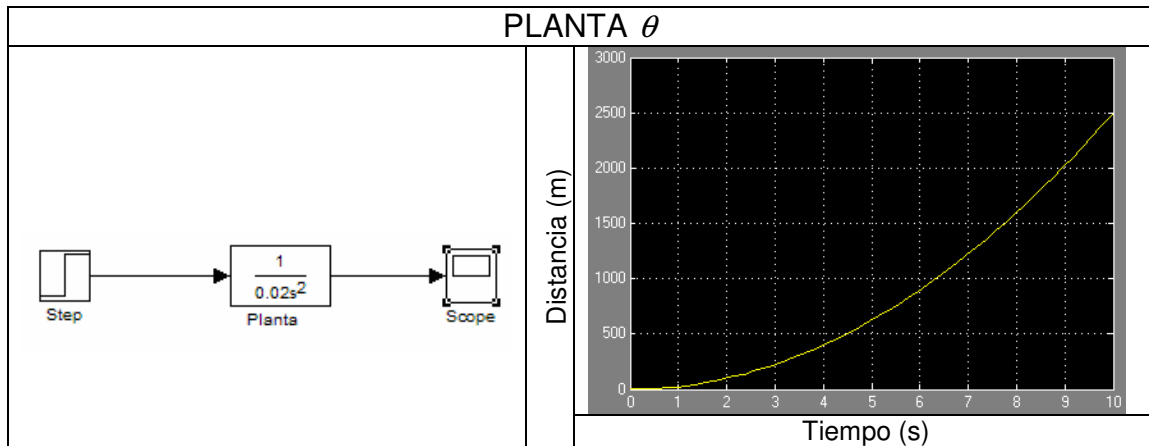 PLANTA θ
1
0.02s²
Step
Planta
Scope
Distancia (m)
3000
2500
2000
1500
1000
500
0
0 1 2 3 4 5 6 7 8 9 10
Tiempo (s)